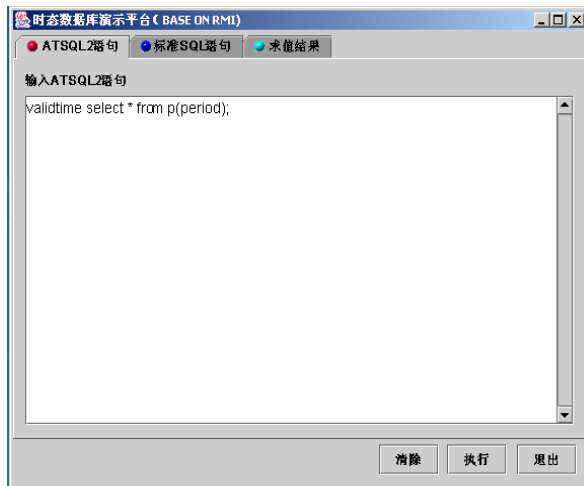 时态数据库演示平台( BASE ON RMI)
ATSQL2语句 标准SQL语句 求值结果
输入ATSQL2语句
validtime select * from p(period);
清除 执行 退出